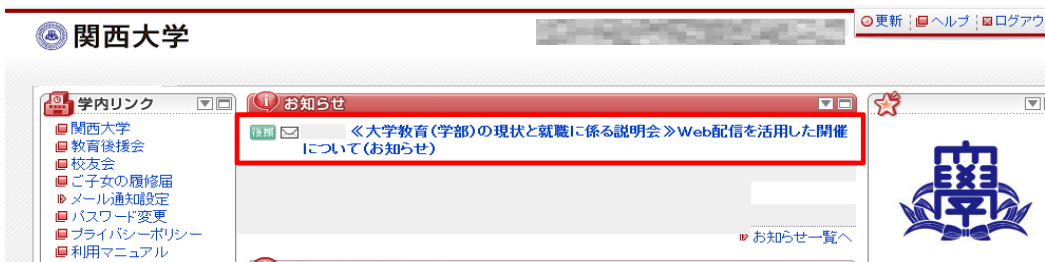 関西大学
更新
ヘルプ
ログアウ
学内リンク
関西大学
教育後援会
校友会
ご子女の履修届
メール通知設定
パスワード変更
プライバシーポリシー
利用マニュアル
お知らせ
後援 ≪大学教育(学部)の現状と就職に係る説明会≫Web配信を活用した開催
について(お知らせ)
お知らせ一覧へ
學